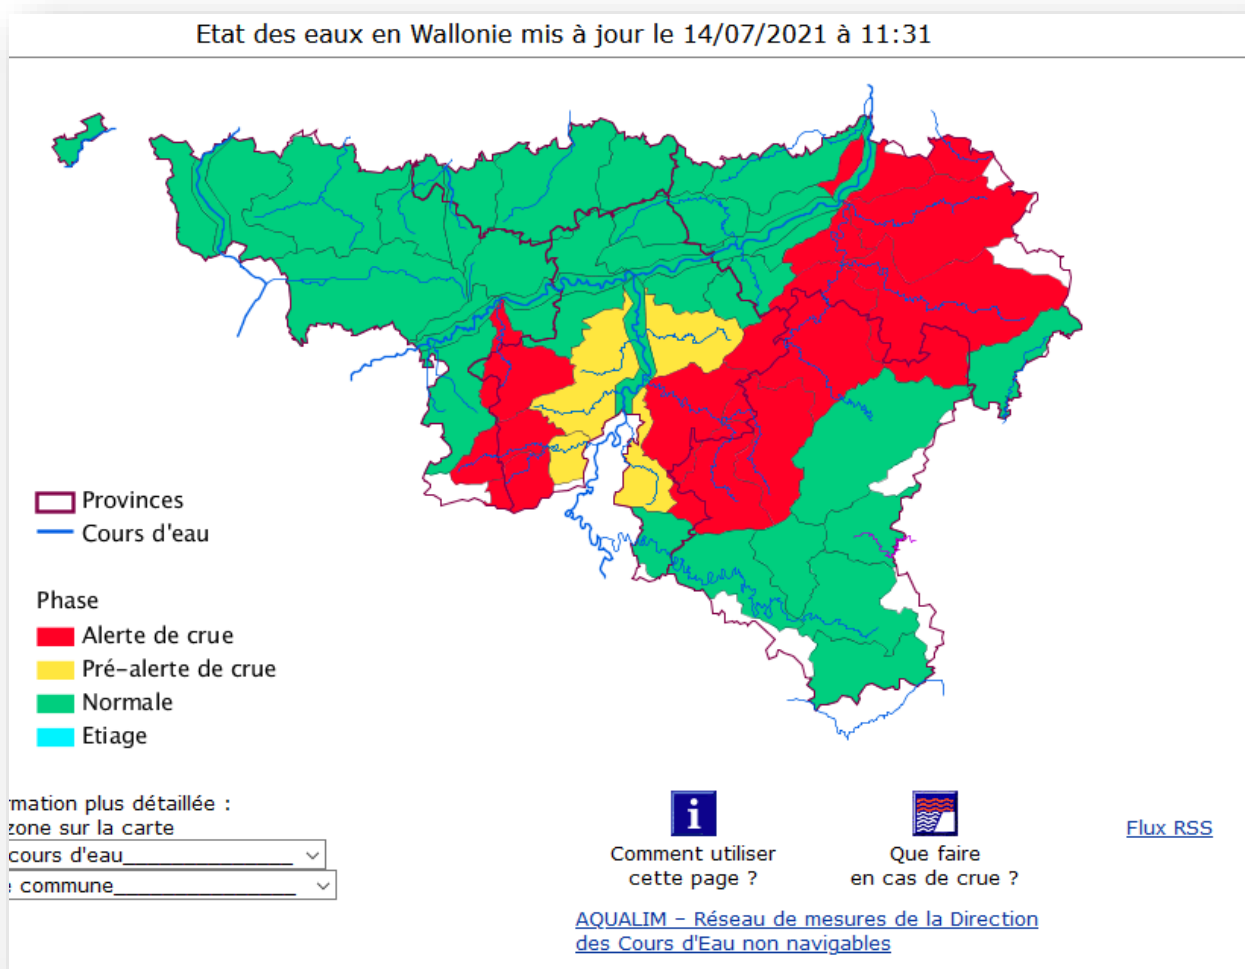 Etat des eaux en Wallonie mis à jour le 14/07/2021 à 11:31
Provinces
Cours d'eau
Phase
Alerte de crue
Pré-alerte de crue
Normale
Etiage
rmation plus détaillée :
zone sur la carte
cours d'eau_______________
e commune________________
i
Comment utiliser
cette page ?
Que faire
en cas de crue ?
Flux RSS
AQUALIM – Réseau de mesures de la Direction
des Cours d'Eau non navigables